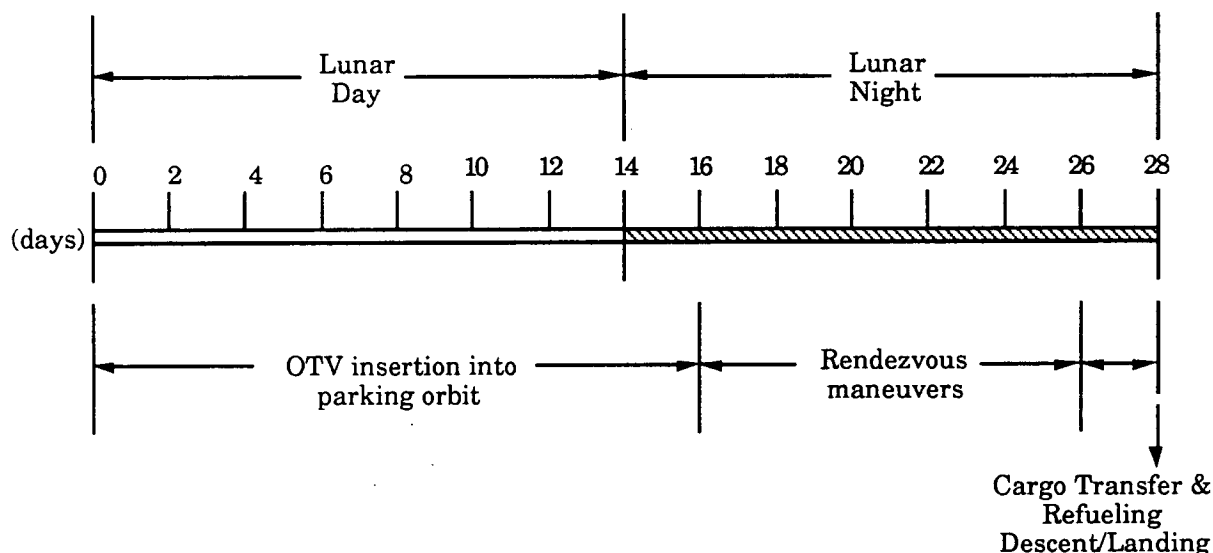 Lunar
Day
Lunar
Night
0 2 4 6 8 10 12 14 16 18 20 22 24 26 28
(days)
OTV insertion into
parking orbit
Rendezvous
maneuvers
Cargo Transfer &
Refueling
Descent/Landing